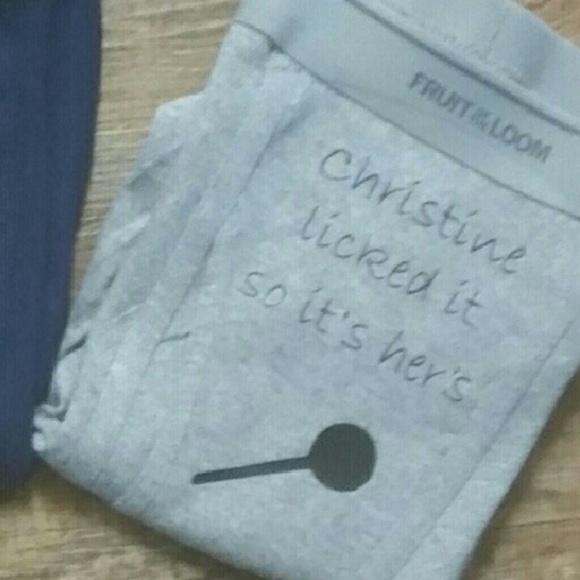 FRUIT OF THE LOOM
Christine
licked it
so it's her's